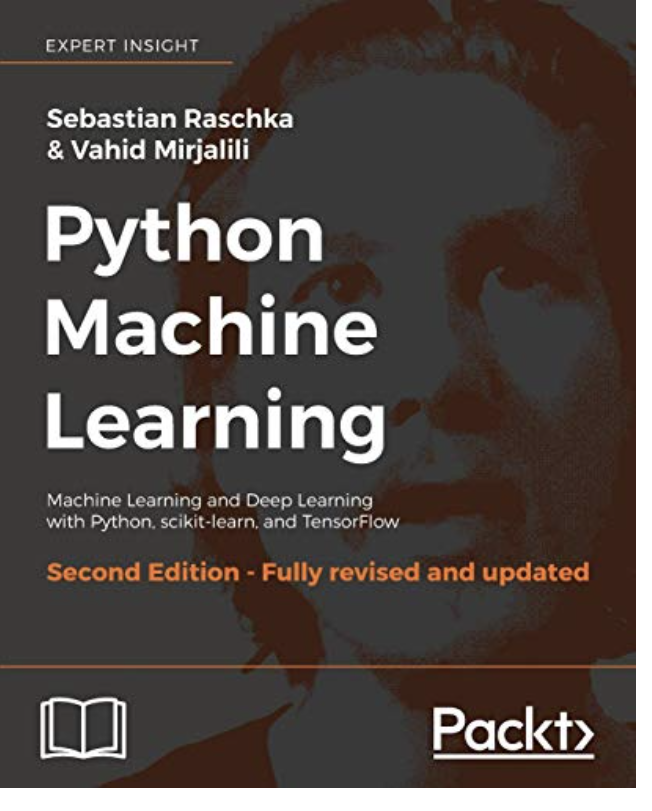 EXPERT INSIGHT
Sebastian Raschka
& Vahid Mirjalili
Python
Machine
Learning
Machine Learning and Deep Learning
with Python, scikit-learn, and TensorFlow
Second Edition - Fully revised and updated
Packt>